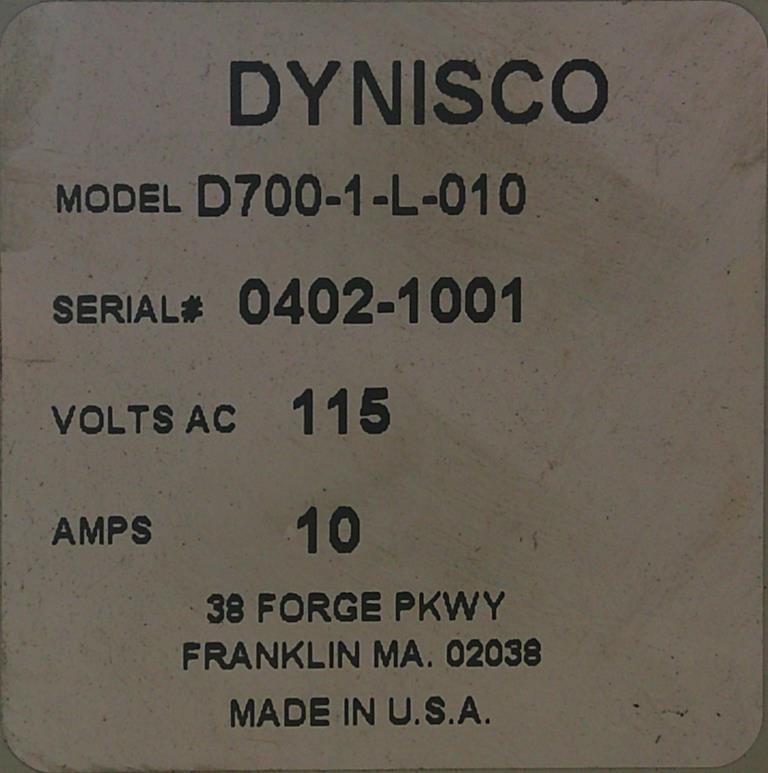 DYNISCO
MODEL D700-1-L-010
SERIAL# 0402-1001
VOLTS AC 115
AMPS 10
38 FORGE PKWY
FRANKLIN MA. 02038
MADE IN U.S.A.